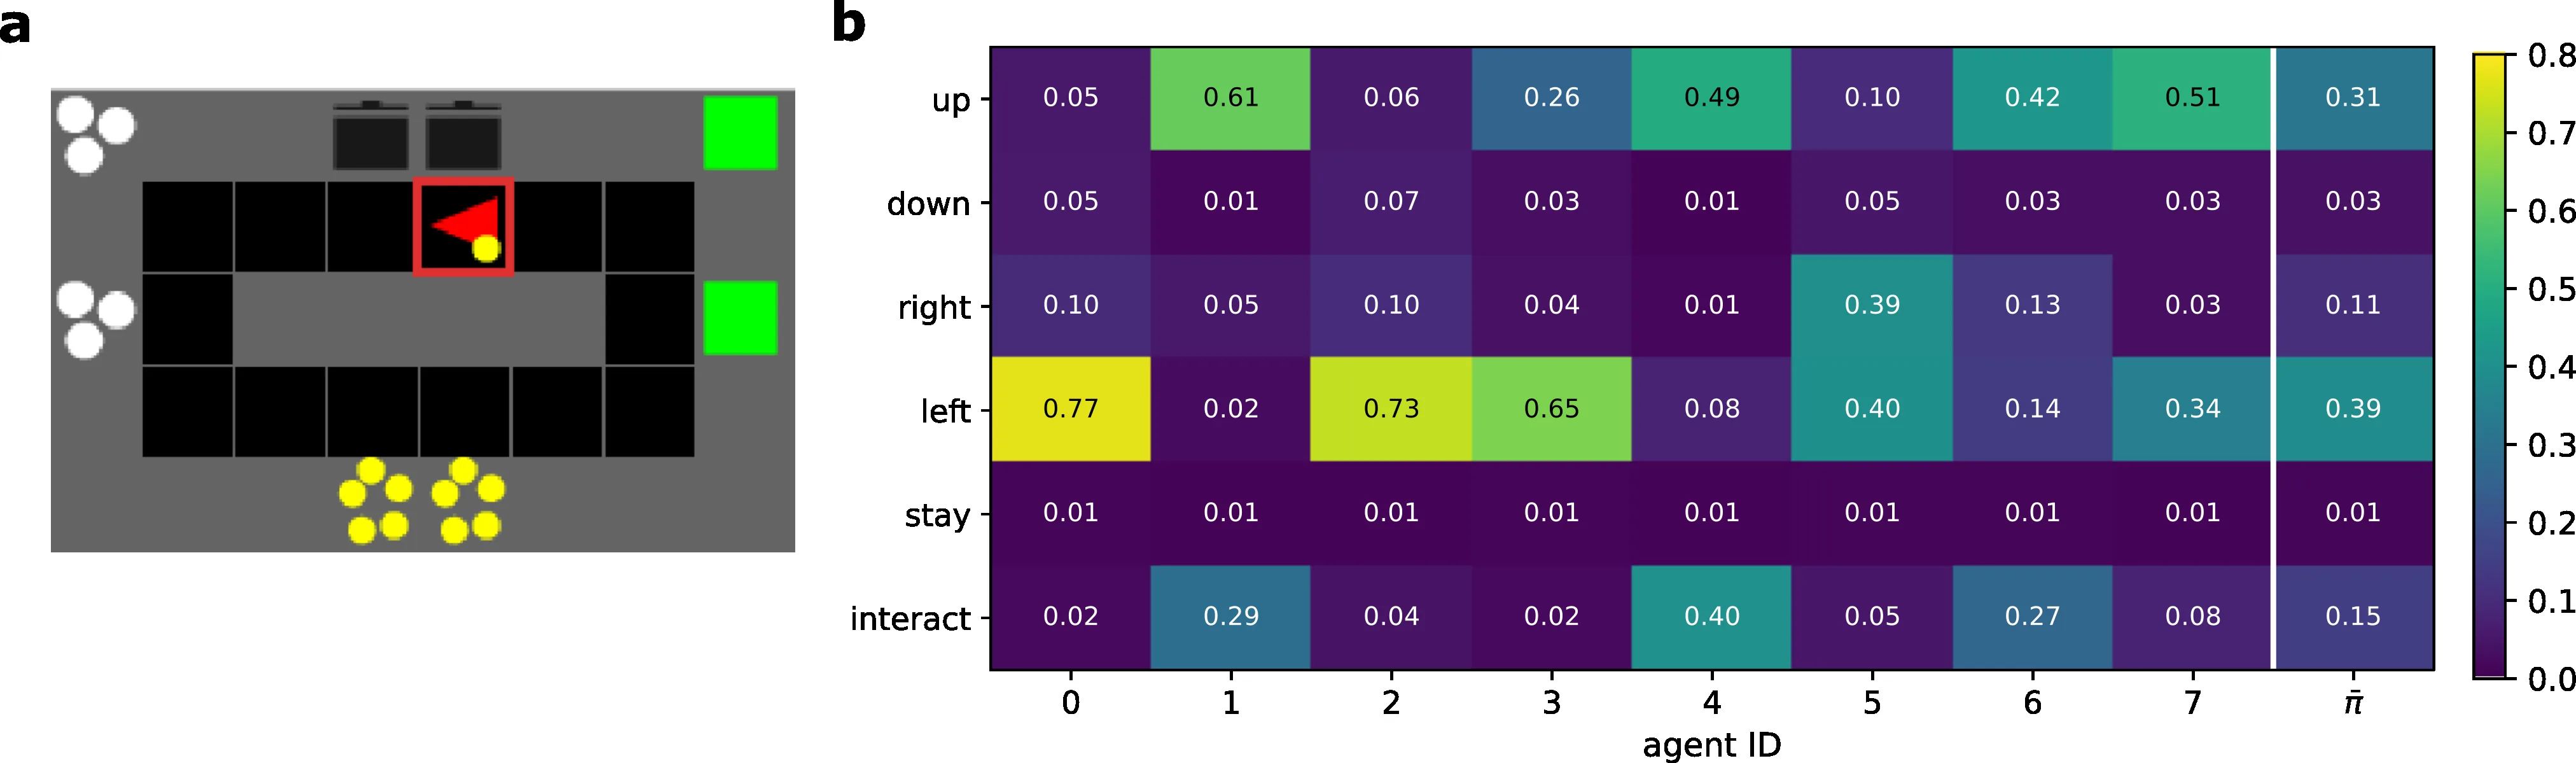 a
b
up 0.05 0.61 0.06 0.26 0.49 0.10 0.42 0.51 0.31
down 0.05 0.01 0.07 0.03 0.01 0.05 0.03 0.03 0.03
right 0.10 0.05 0.10 0.04 0.01 0.39 0.13 0.03 0.11
left 0.77 0.02 0.73 0.65 0.08 0.40 0.14 0.34 0.39
stay 0.01 0.01 0.01 0.01 0.01 0.01 0.01 0.01 0.01
interact 0.02 0.29 0.04 0.02 0.40 0.05 0.27 0.08 0.15
0 1 2 3 4 5 6 7 π̄
agent ID
0.8
0.7
0.6
0.5
0.4
0.3
0.2
0.1
0.0